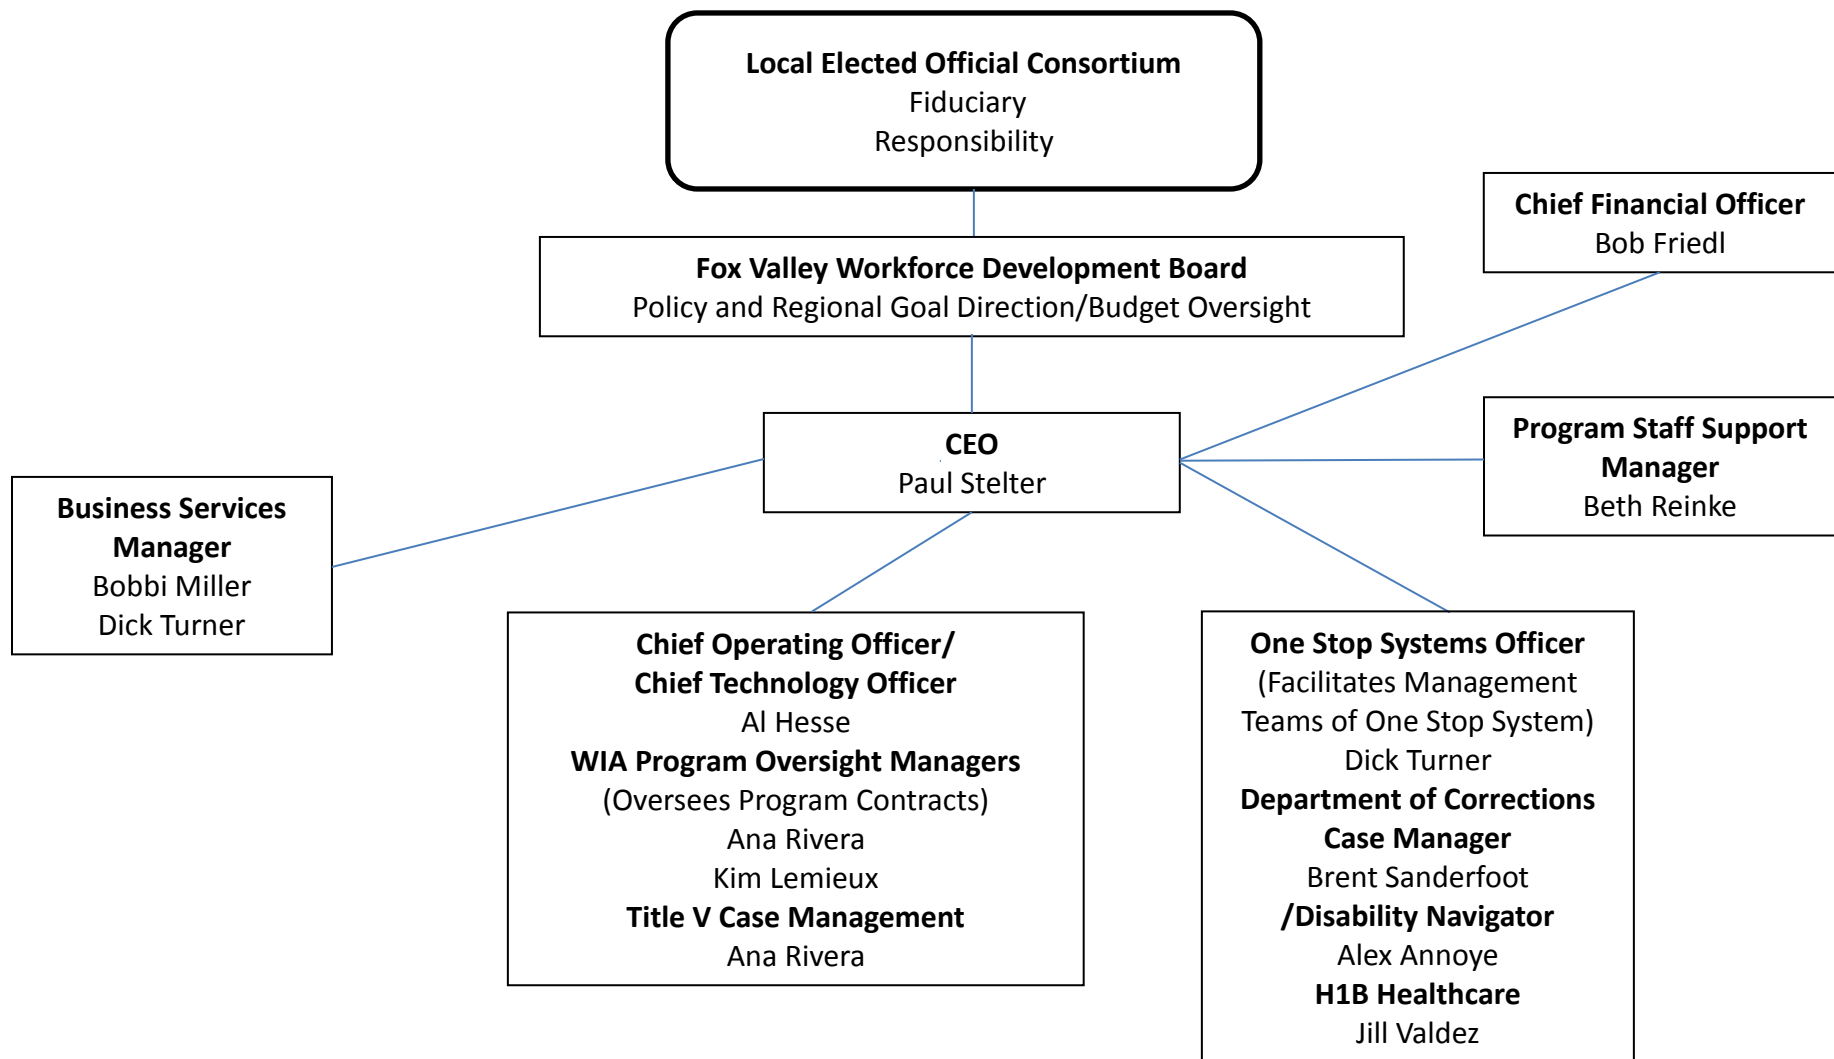 Local Elected Official Consortium
Fiduciary
Responsibility
Fox Valley Workforce Development Board
Policy and Regional Goal Direction/Budget Oversight
Chief Financial Officer
Bob Friedl
CEO
Paul Stelter
Program Staff Support
Manager
Beth Reinke
Business Services
Manager
Bobbi Miller
Dick Turner
Chief Operating Officer/
Chief Technology Officer
Al Hesse
WIA Program Oversight Managers
(Oversees Program Contracts)
Ana Rivera
Kim Lemieux
Title V Case Management
Ana Rivera
One Stop Systems Officer
(Facilitates Management
Teams of One Stop System)
Dick Turner
Department of Corrections
Case Manager
Brent Sanderfoot
/Disability Navigator
Alex Annoye
H1B Healthcare
Jill Valdez